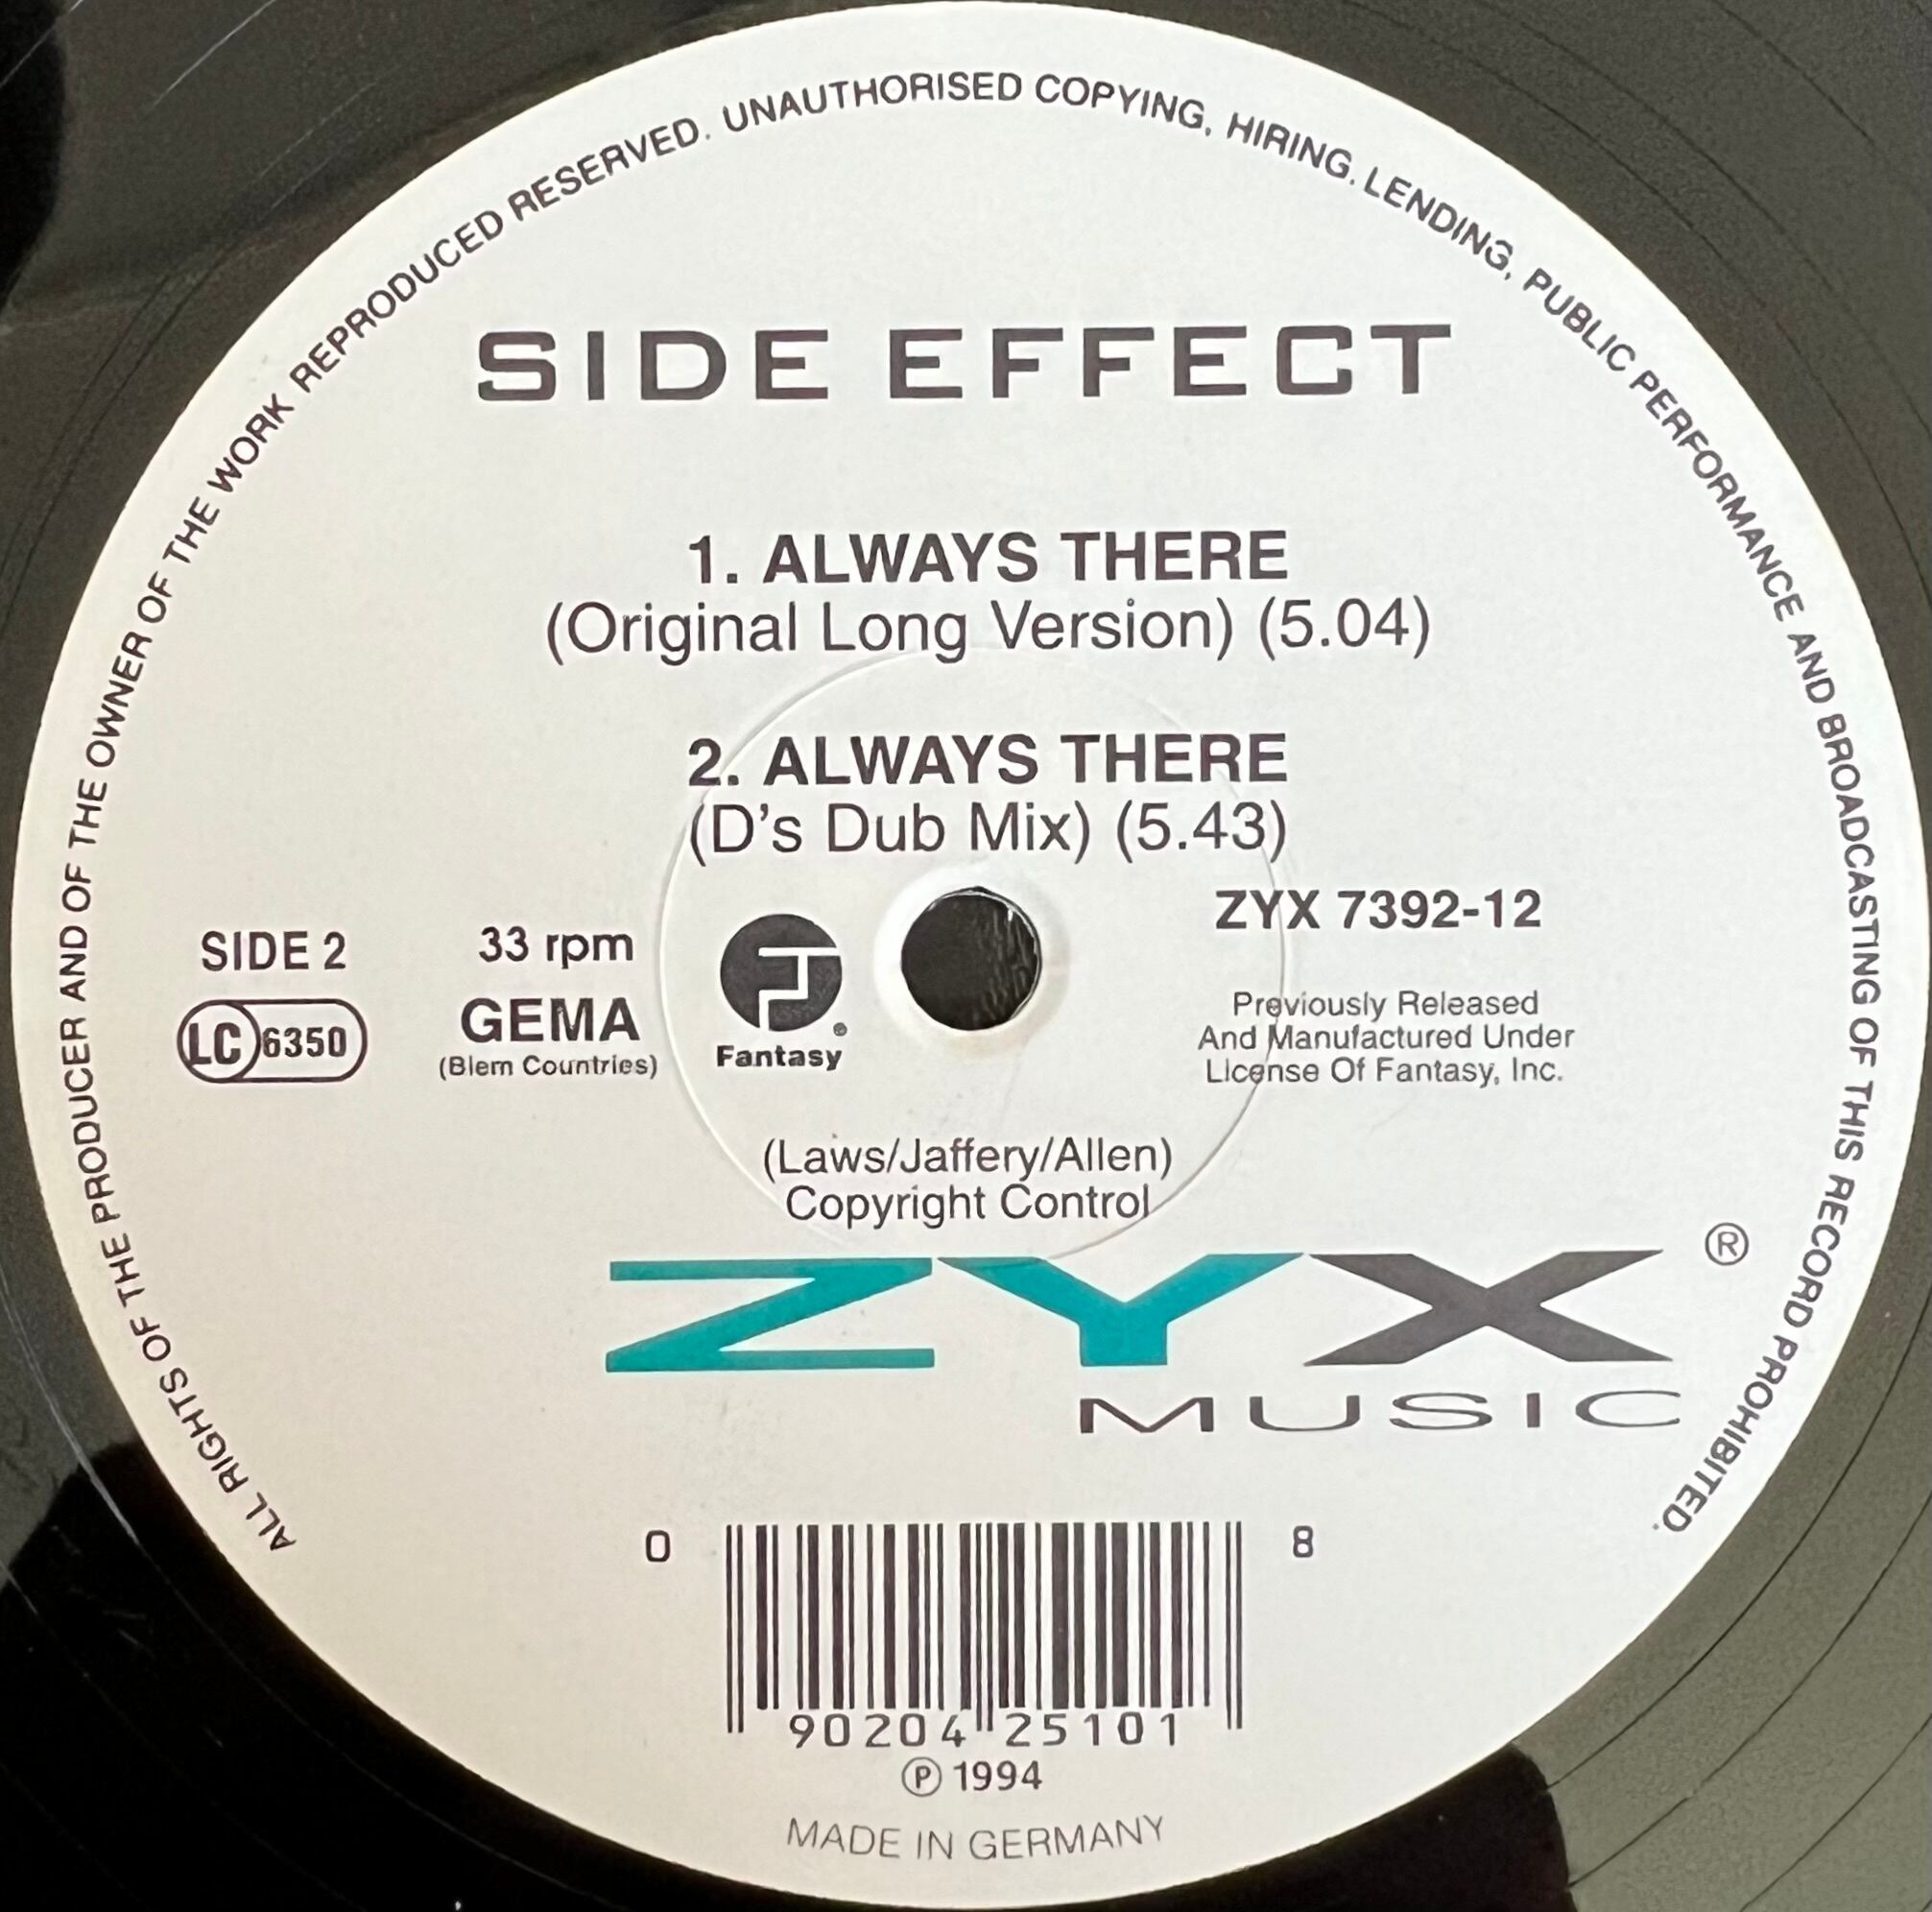 ALL RIGHTS OF THE PRODUCER AND OF THE OWNER OF THE WORK REPRODUCED RESERVED. UNAUTHORISED COPYING, HIRING, LENDING, PUBLIC PERFORMANCE AND BROADCASTING OF THIS RECORD PROHIBITED.
SIDE EFFECT
1. ALWAYS THERE
(Original Long Version) (5.04)
2. ALWAYS THERE
(D's Dub Mix) (5.43)
SIDE 2
LC 6350
33 rpm
GEMA
(Blem Countries)
F
® Fantasy
ZYX 7392-12
Previously Released
And Manufactured Under
License Of Fantasy, Inc.
(Laws/Jaffery/Allen)
Copyright Control
ZYX ®
MUSIC
0 90204 25101 8
℗ 1994
MADE IN GERMANY